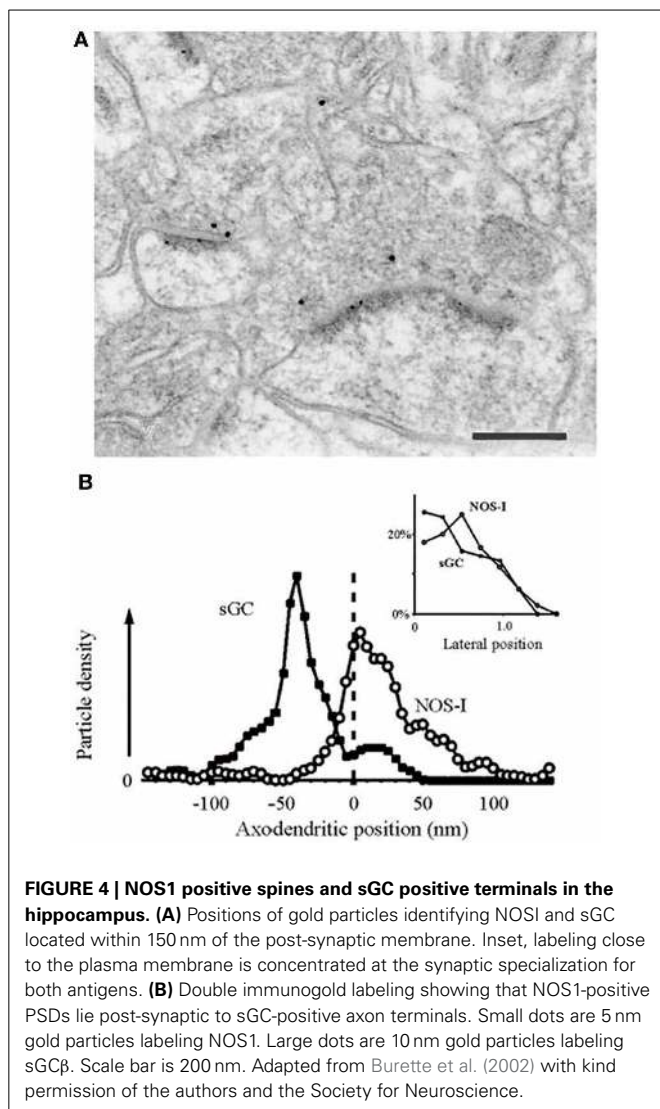 A
B
NOS-I
20%
sGC
0%
0
1.0
Lateral position
sGC
NOS-I
Particle density
0
-100
-50
0
50
100
Axodendritic position (nm)
FIGURE 4 | NOS1 positive spines and sGC positive terminals in the
hippocampus. (A) Positions of gold particles identifying NOSI and sGC
located within 150 nm of the post-synaptic membrane. Inset, labeling close
to the plasma membrane is concentrated at the synaptic specialization for
both antigens. (B) Double immunogold labeling showing that NOS1-positive
PSDs lie post-synaptic to sGC-positive axon terminals. Small dots are 5 nm
gold particles labeling NOS1. Large dots are 10 nm gold particles labeling
sGCβ. Scale bar is 200 nm. Adapted from Burette et al. (2002) with kind
permission of the authors and the Society for Neuroscience.